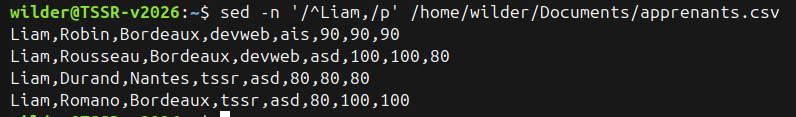 wilder@TSSR-v2026:~$ sed -n '/^Liam,/p' /home/wilder/Documents/apprenants.csv
Liam,Robin,Bordeaux,devweb,ais,90,90,90
Liam,Rousseau,Bordeaux,devweb,asd,100,100,80
Liam,Durand,Nantes,tssr,asd,80,80,80
Liam,Romano,Bordeaux,tssr,asd,80,100,100